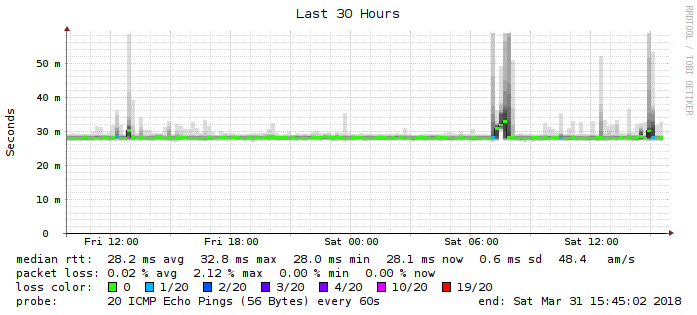 Last 30 Hours
RRDTOOL / TOBI OETIKER
Seconds
50 m
40 m
30 m
20 m
10 m
0
Fri 12:00 Fri 18:00 Sat 00:00 Sat 06:00 Sat 12:00
median rtt: 28.2 ms avg 32.8 ms max 28.0 ms min 28.1 ms now 0.6 ms sd 48.4 am/s
packet loss: 0.02 % avg 2.12 % max 0.00 % min 0.00 % now
loss color: 0 1/20 2/20 3/20 4/20 10/20 19/20
probe: 20 ICMP Echo Pings (56 Bytes) every 60s end: Sat Mar 31 15:45:02 2018